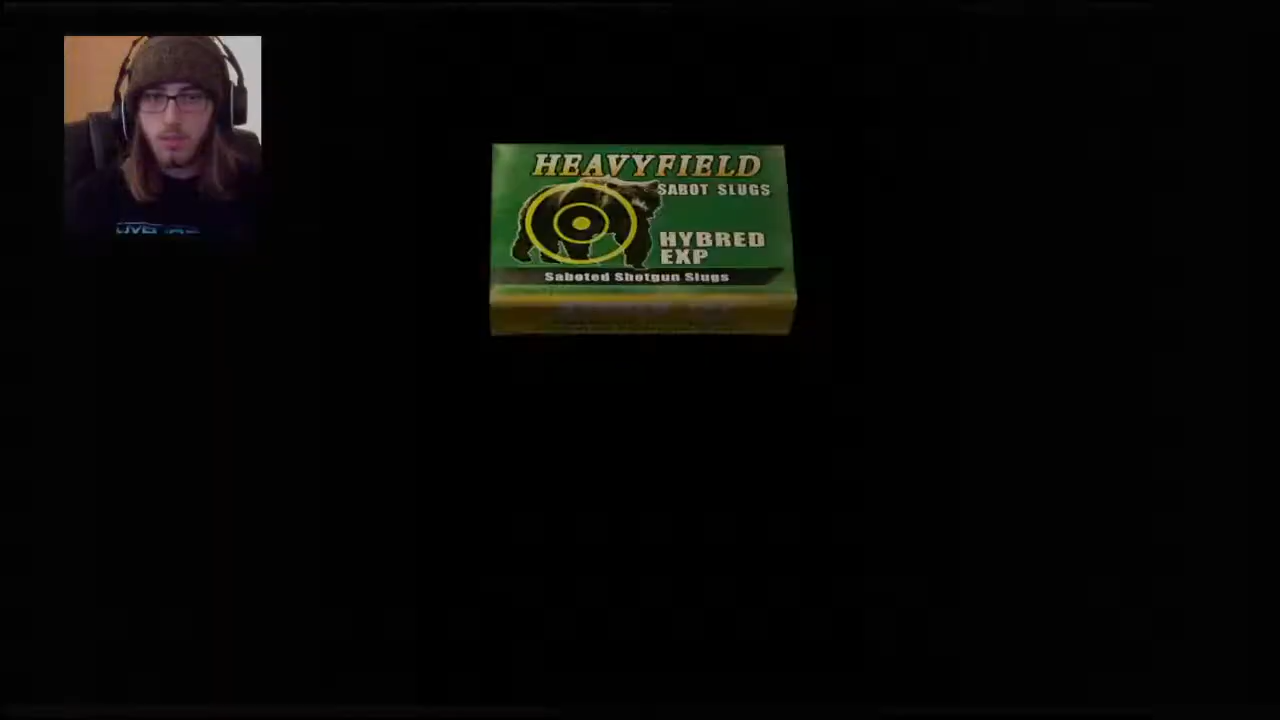 HEAVYFIELD
SABOT SLUGS
HYBRED
EXP
Saboted Shotgun Slugs